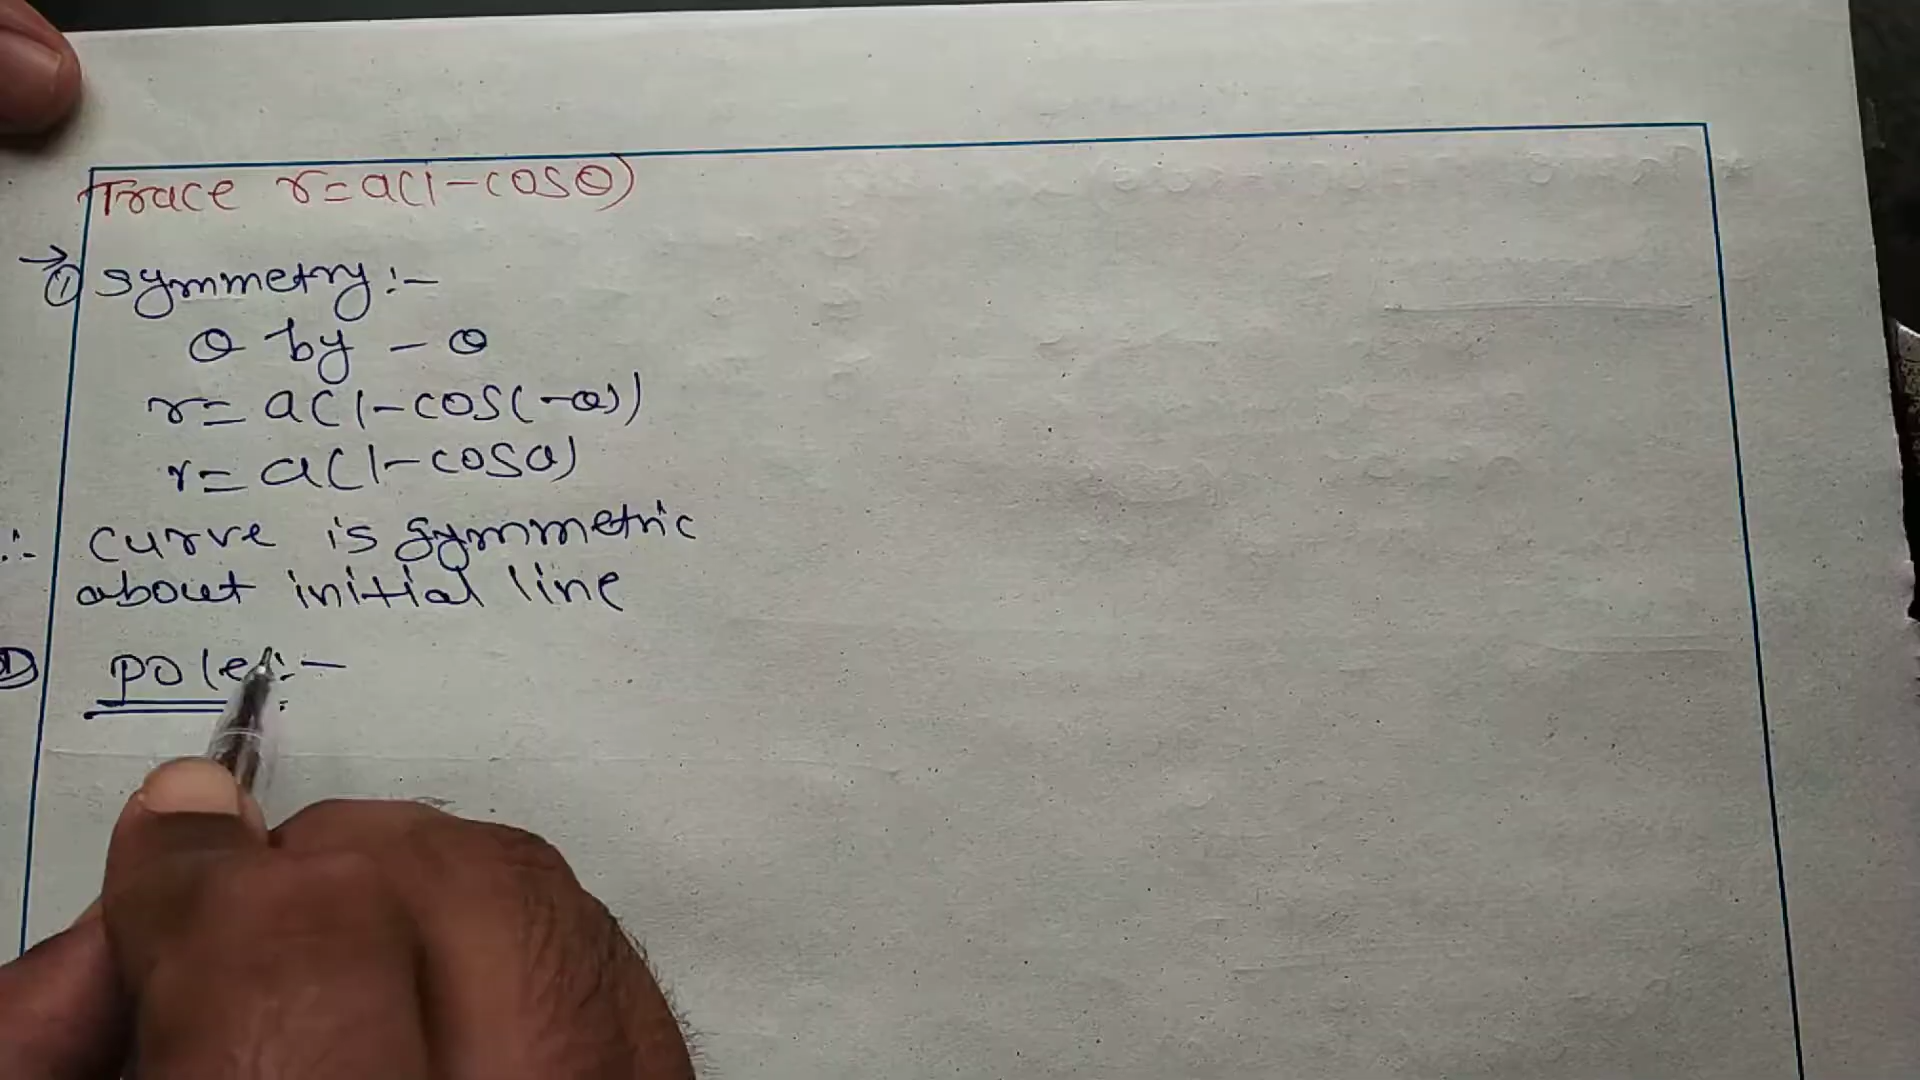 Trace r=a(1-cosθ)
→① symmetry:-
θ by - θ
r= a(1-cos(-θ))
r= a(1-cosθ)
∴ curve is symmetric
about initial line
② pole:-